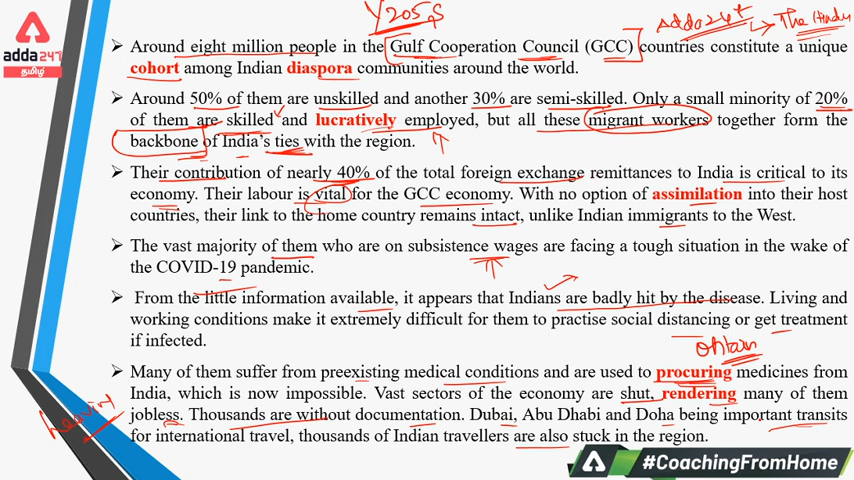 Y205S
Adda247 → The Hindu
adda247
தமிழ்
➢ Around eight million people in the Gulf Cooperation Council (GCC) countries constitute a unique
cohort among Indian diaspora communities around the world.
➢ Around 50% of them are unskilled and another 30% are semi-skilled. Only a small minority of 20%
of them are skilled and lucratively employed, but all these migrant workers together form the
backbone of India's ties with the region.
➢ Their contribution of nearly 40% of the total foreign exchange remittances to India is critical to its
economy. Their labour is vital for the GCC economy. With no option of assimilation into their host
countries, their link to the home country remains intact, unlike Indian immigrants to the West.
➢ The vast majority of them who are on subsistence wages are facing a tough situation in the wake of
the COVID-19 pandemic.
➢ From the little information available, it appears that Indians are badly hit by the disease. Living and
working conditions make it extremely difficult for them to practise social distancing or get treatment
if infected.
obtain
➢ Many of them suffer from preexisting medical conditions and are used to procuring medicines from
India, which is now impossible. Vast sectors of the economy are shut, rendering many of them
jobless. Thousands are without documentation. Dubai, Abu Dhabi and Doha being important transits
for international travel, thousands of Indian travellers are also stuck in the region.
#CoachingFromHome